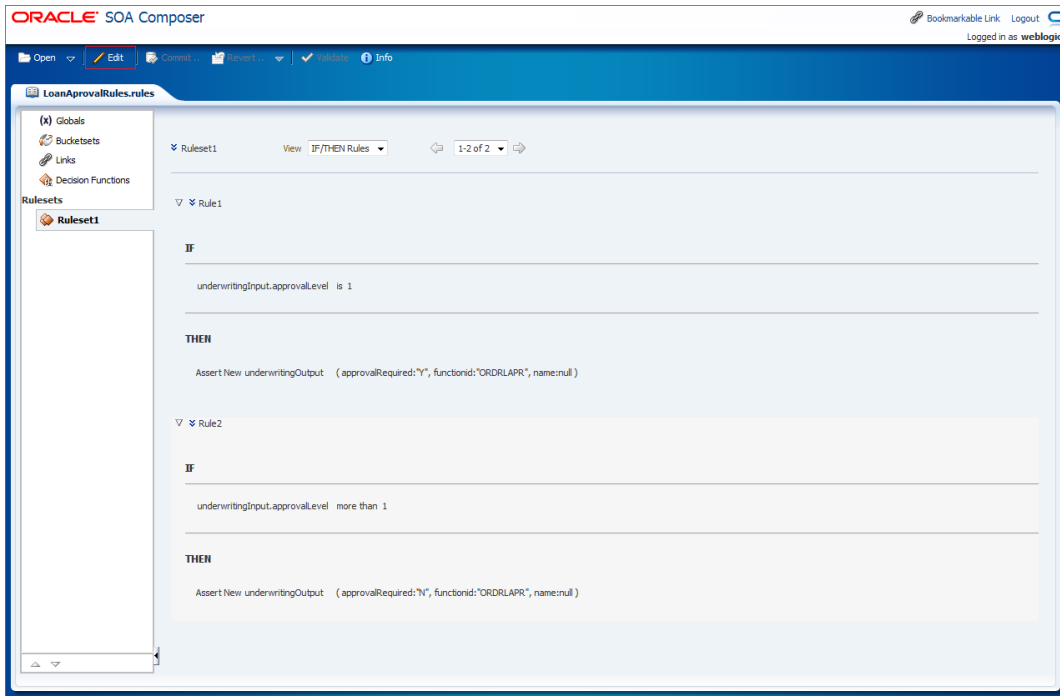 ORACLE® SOA Composer
Bookmarkable Link Logout
Logged in as weblogic
Open Edit Commit .. Revert .. Validate Info
LoanAprovalRules.rules
(x) Globals
Bucketsets
Links
Decision Functions
Rulesets
Ruleset1
Ruleset1 View IF/THEN Rules 1-2 of 2
Rule1
IF
underwritingInput.approvalLevel is 1
THEN
Assert New underwritingOutput ( approvalRequired:"Y", functionid:"ORDRLAPR", name:null )
Rule2
IF
underwritingInput.approvalLevel more than 1
THEN
Assert New underwritingOutput ( approvalRequired:"N", functionid:"ORDRLAPR", name:null )